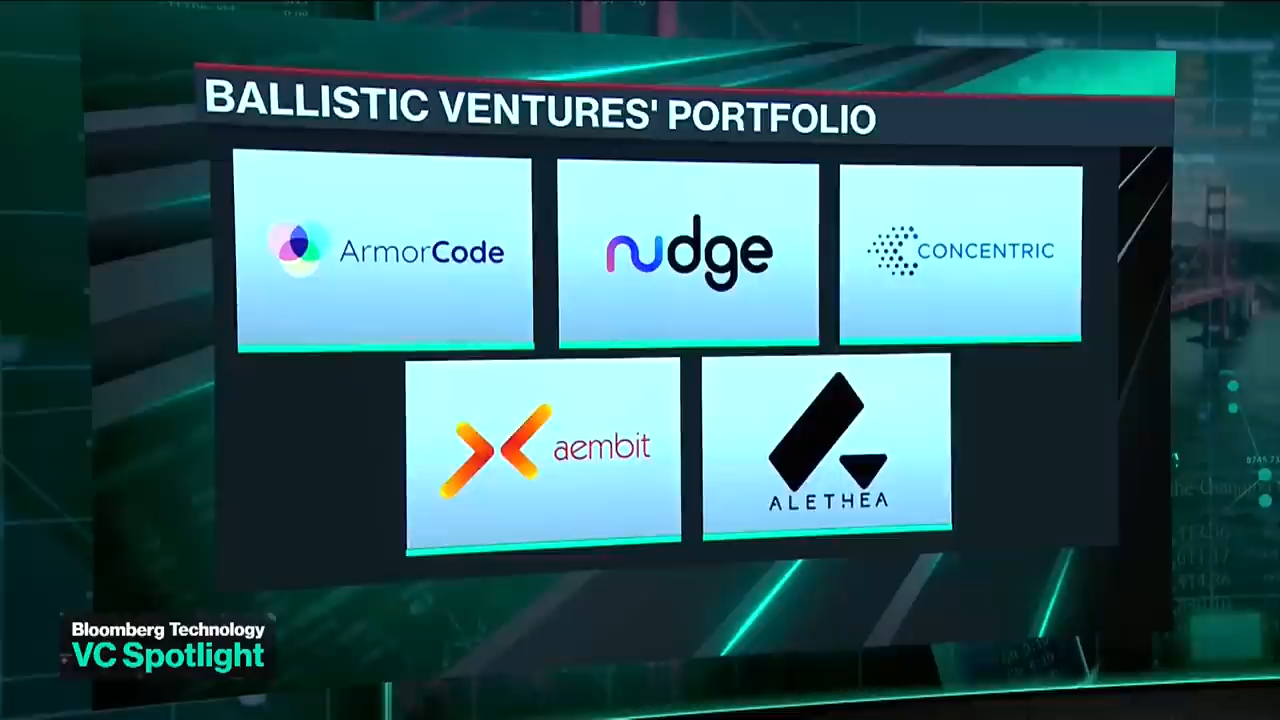 BALLISTIC VENTURES' PORTFOLIO
ArmorCode
nudge
CONCENTRIC
aembit
ALETHEA
Bloomberg Technology
VC Spotlight